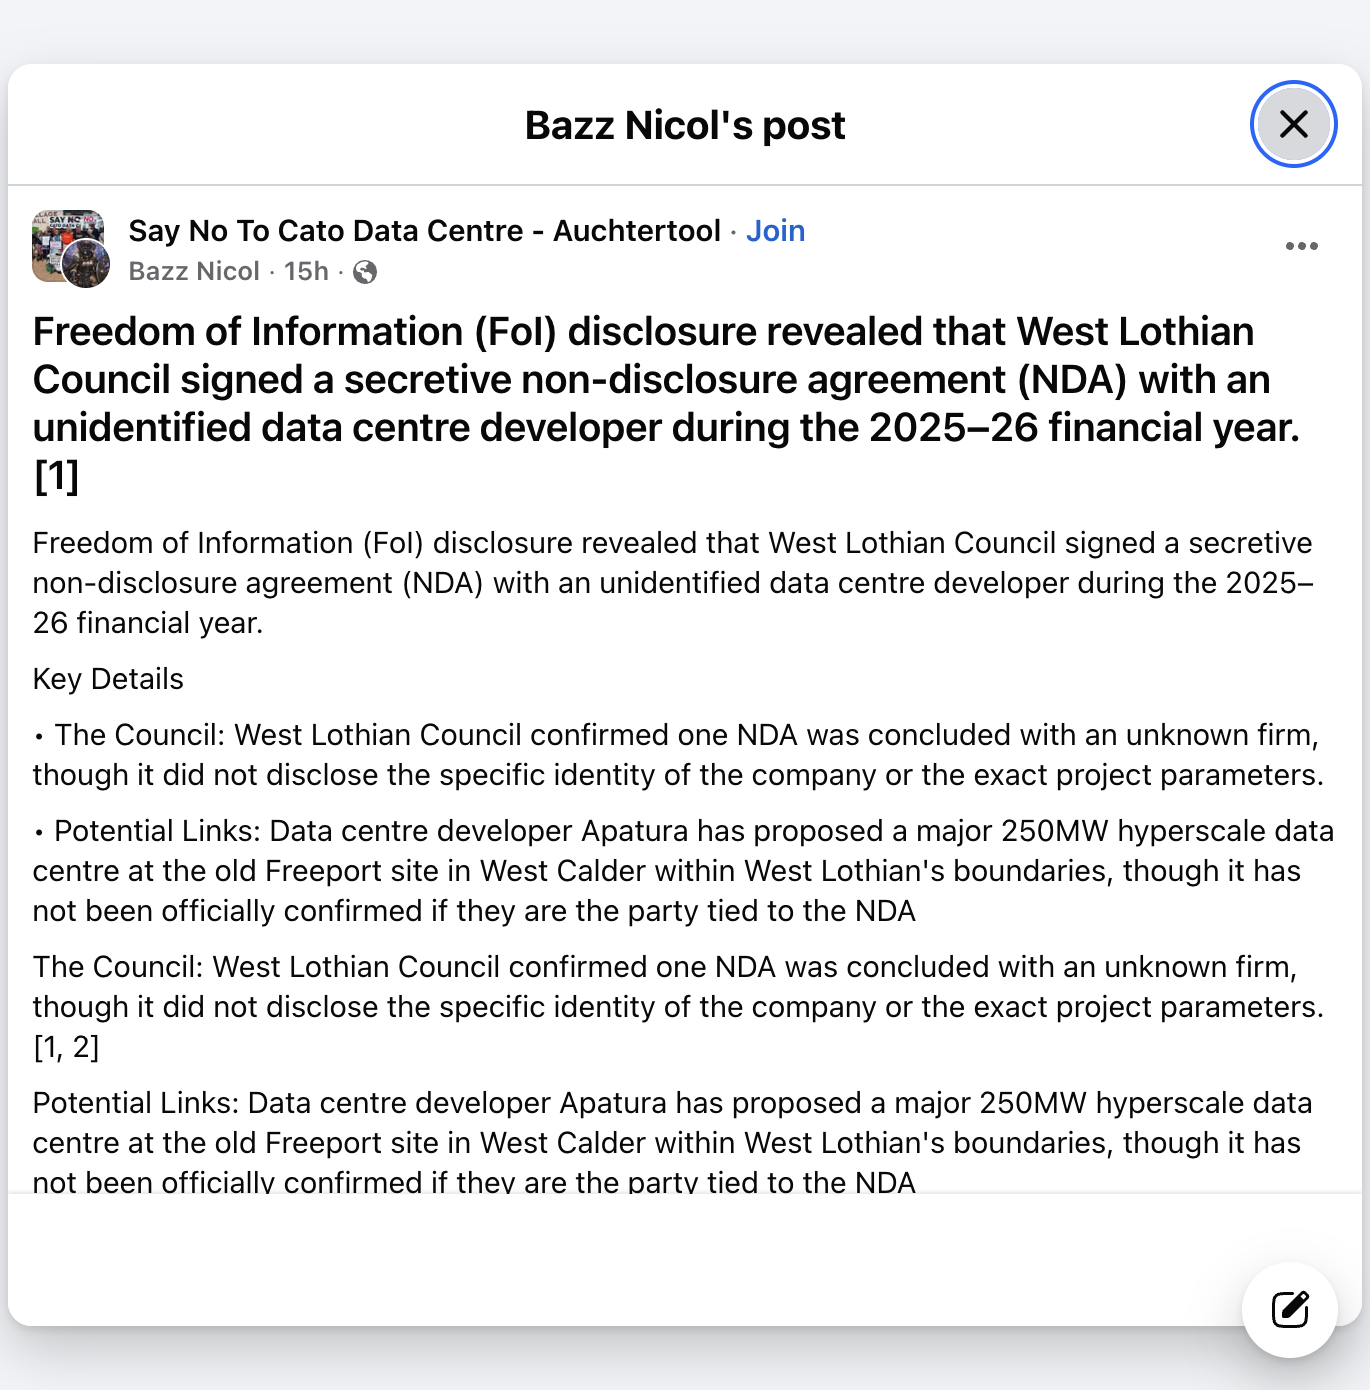 Bazz Nicol's post
Say No To Cato Data Centre - Auchtertool · Join
Bazz Nicol · 15h ·
Freedom of Information (FoI) disclosure revealed that West Lothian
Council signed a secretive non-disclosure agreement (NDA) with an
unidentified data centre developer during the 2025–26 financial year.
[1]
Freedom of Information (FoI) disclosure revealed that West Lothian Council signed a secretive
non-disclosure agreement (NDA) with an unidentified data centre developer during the 2025–
26 financial year.
Key Details
• The Council: West Lothian Council confirmed one NDA was concluded with an unknown firm,
though it did not disclose the specific identity of the company or the exact project parameters.
• Potential Links: Data centre developer Apatura has proposed a major 250MW hyperscale data
centre at the old Freeport site in West Calder within West Lothian's boundaries, though it has
not been officially confirmed if they are the party tied to the NDA
The Council: West Lothian Council confirmed one NDA was concluded with an unknown firm,
though it did not disclose the specific identity of the company or the exact project parameters.
[1, 2]
Potential Links: Data centre developer Apatura has proposed a major 250MW hyperscale data
centre at the old Freeport site in West Calder within West Lothian's boundaries, though it has
not been officially confirmed if they are the party tied to the NDA